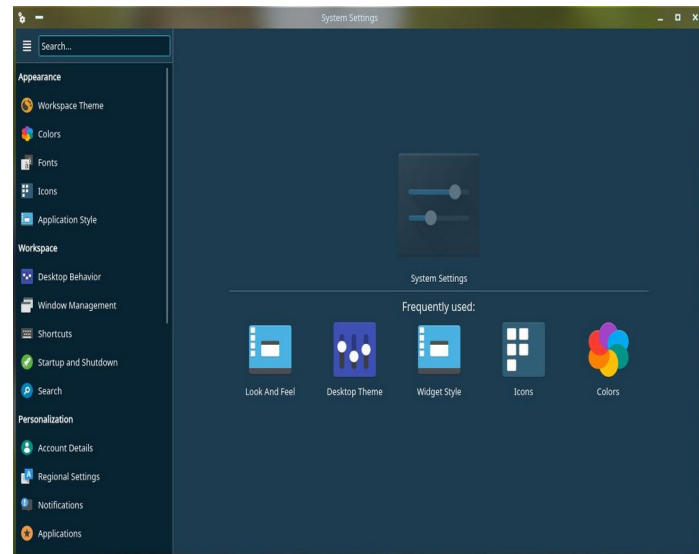 System Settings
Search...
Appearance
Workspace Theme
Colors
Fonts
Icons
Application Style
Workspace
Desktop Behavior
Window Management
Shortcuts
Startup and Shutdown
Search
Personalization
Account Details
Regional Settings
Notifications
Applications
System Settings
Frequently used:
Look And Feel
Desktop Theme
Widget Style
Icons
Colors